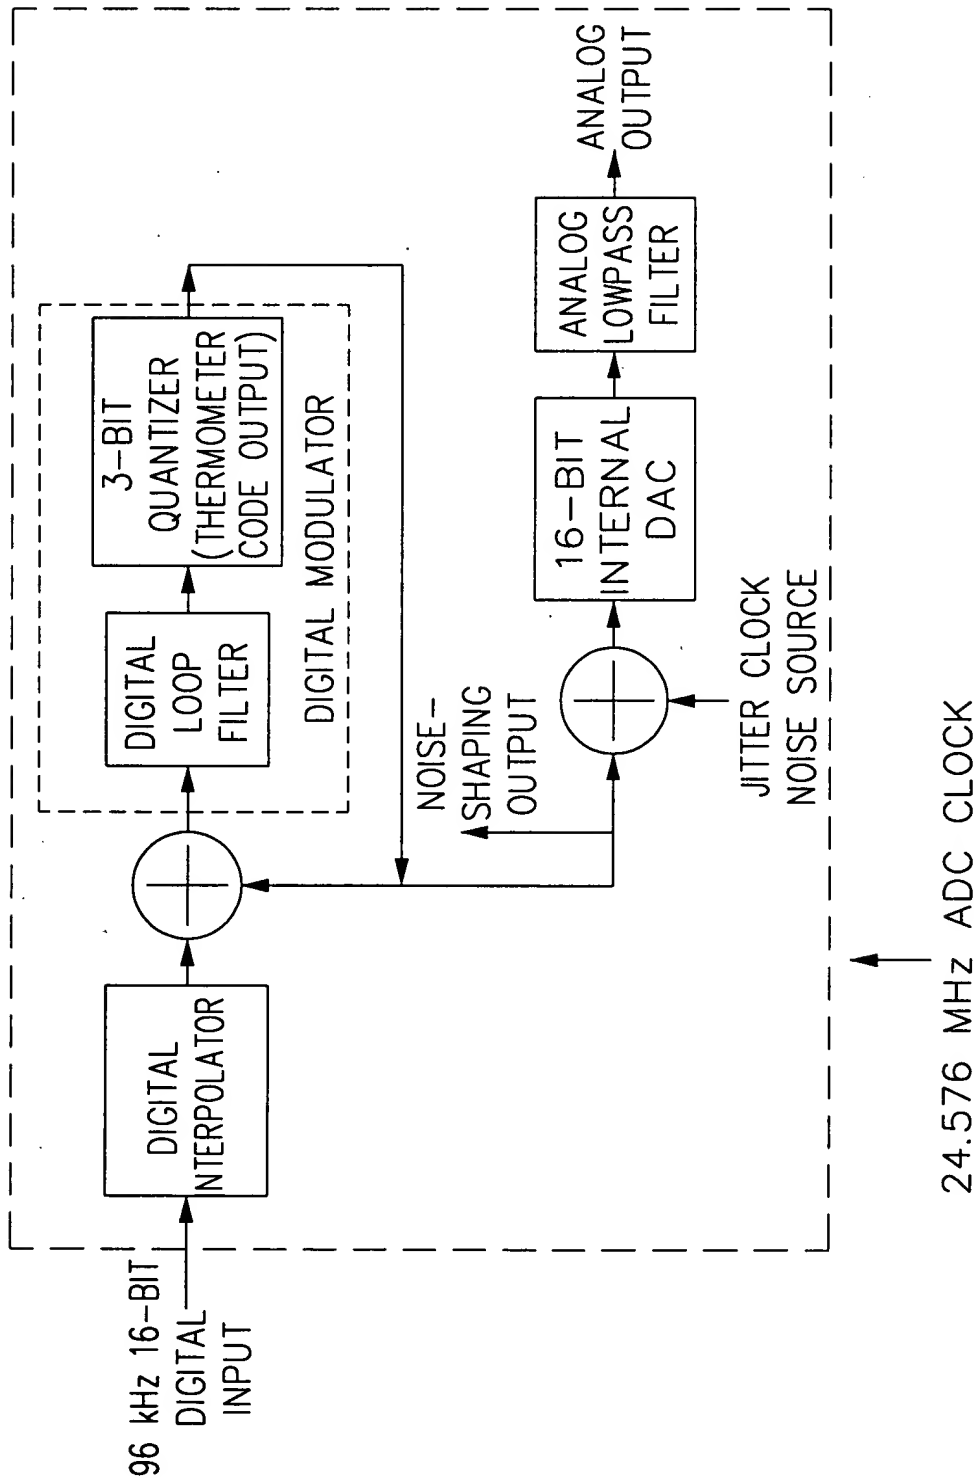 96 kHz 16-BIT
DIGITAL
INPUT
DIGITAL
NTERPOLATOR
DIGITAL
LOOP
FILTER
3-BIT
QUANTIZER
(THERMOMETER
CODE OUTPUT)
DIGITAL MODULATOR
NOISE-
SHAPING
OUTPUT
JITTER CLOCK
NOISE SOURCE
16-BIT
INTERNAL
DAC
ANALOG
LOWPASS
FILTER
ANALOG
OUTPUT
24.576 MHz ADC CLOCK